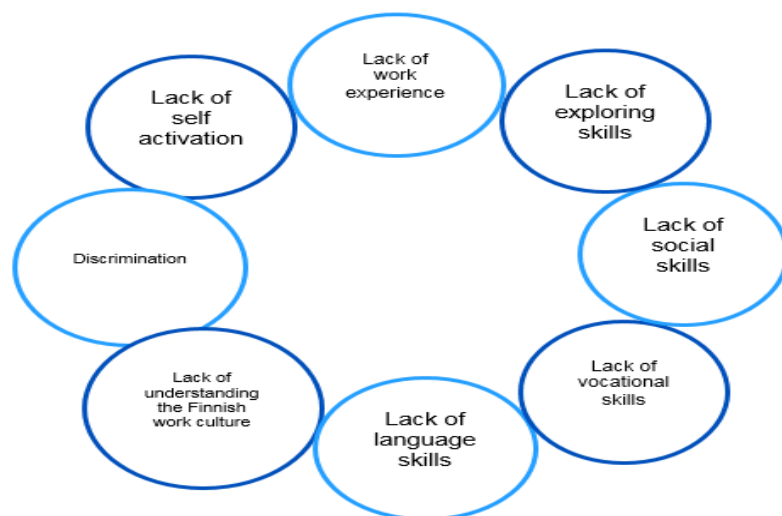 Lack of
work
experience
Lack of
exploring
skills
Lack of
social
skills
Lack of
vocational
skills
Lack of
language
skills
Lack of
understanding
the Finnish
work culture
Discrimination
Lack of
self
activation